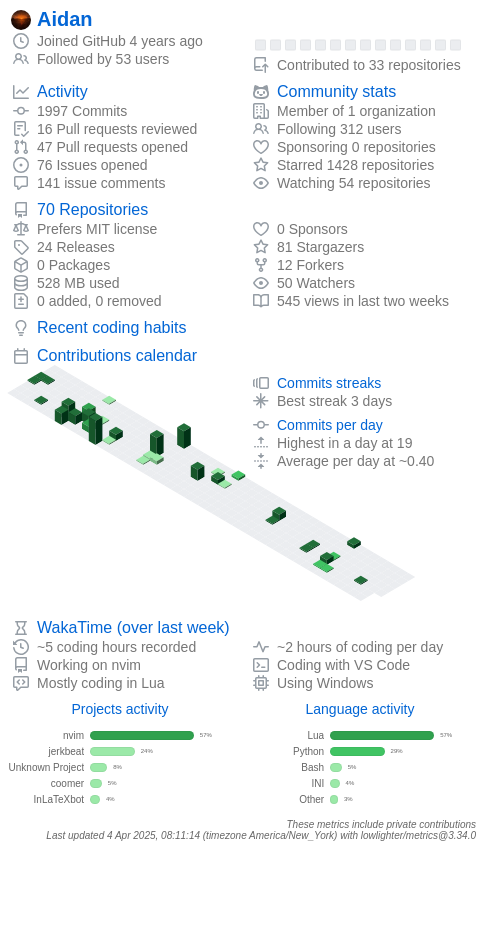 Aidan
Joined GitHub 4 years ago
Followed by 53 users
Contributed to 33 repositories
Activity
1997 Commits
16 Pull requests reviewed
47 Pull requests opened
76 Issues opened
141 issue comments
Community stats
Member of 1 organization
Following 312 users
Sponsoring 0 repositories
Starred 1428 repositories
Watching 54 repositories
70 Repositories
Prefers MIT license
24 Releases
0 Packages
528 MB used
0 added, 0 removed
0 Sponsors
81 Stargazers
12 Forkers
50 Watchers
545 views in last two weeks
Recent coding habits
Contributions calendar
Commits streaks
Best streak 3 days
Commits per day
Highest in a day at 19
Average per day at ~0.40
WakaTime (over last week)
~5 coding hours recorded
Working on nvim
Mostly coding in Lua
~2 hours of coding per day
Coding with VS Code
Using Windows
Projects activity
nvim 57%
jerkbeat 24%
Unknown Project 8%
coomer 5%
InLaTeXbot 4%
Language activity
Lua 57%
Python 29%
Bash 5%
INI 4%
Other 3%
These metrics include private contributions
Last updated 4 Apr 2025, 08:11:14 (timezone America/New_York) with lowlighter/metrics@3.34.0